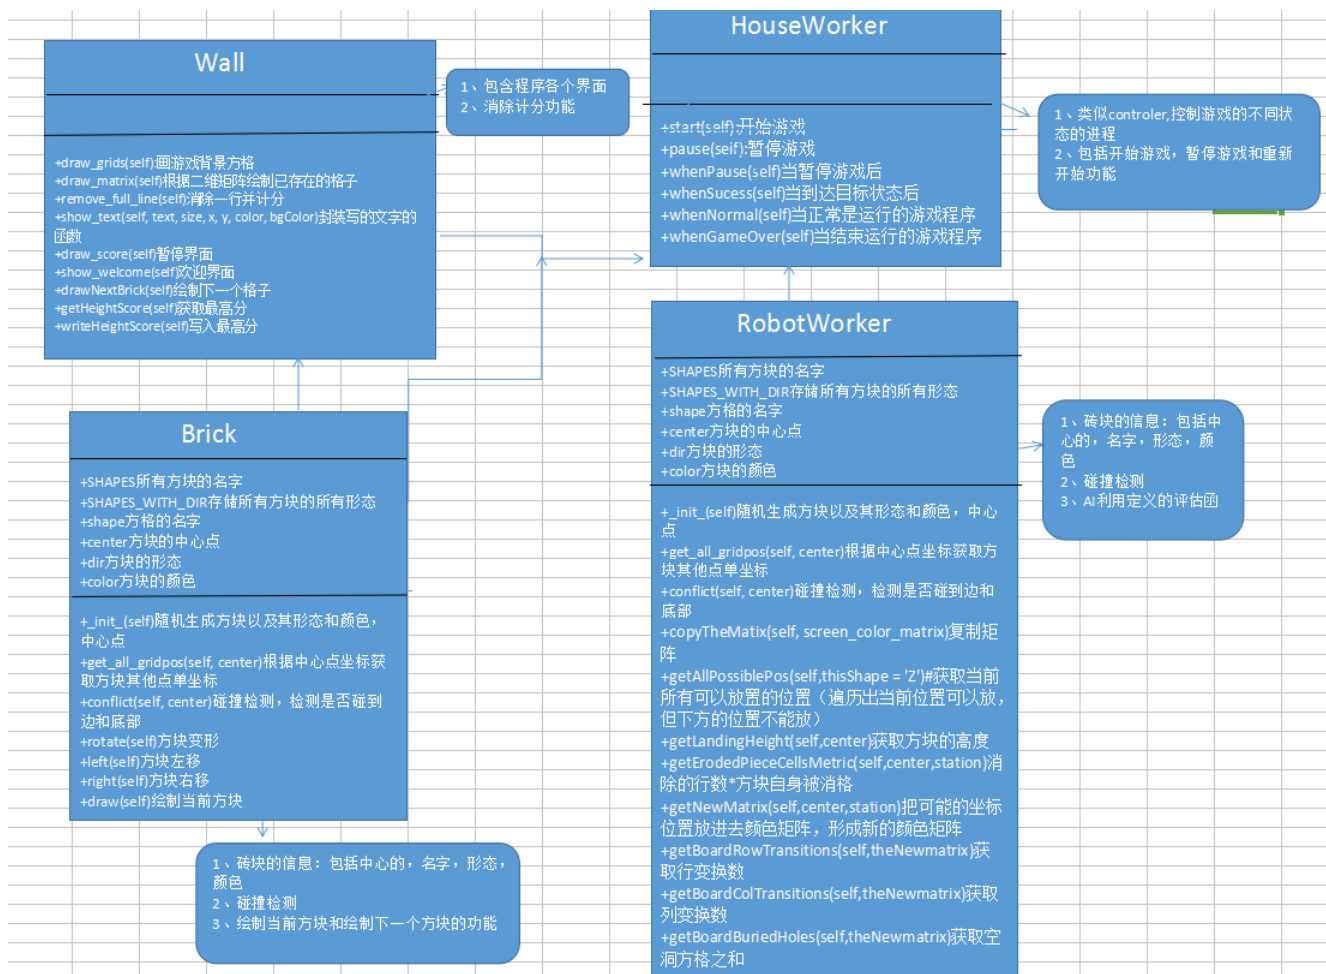 Wall
+draw_grids(self):画游戏背景方格
+draw_matrix(self)根据二维矩阵绘制已存在的格子
+remove_full_line(self):消除一行并计分
+show_text(self, text, size, x, y, color, bgColor)封装写的文字的
函数
+draw_score(self)暂停界面
+show_welcome(self)欢迎界面
+drawNextBrick(self)绘制下一个格子
+getHeightScore(self)获取最高分
+writeHeightScore(self)写入最高分
1、包含程序各个界面
2、消除计分功能
HouseWorker
+start(self):开始游戏
+pause(seif):暂停游戏
+whenPause(self)当暂停游戏后
+whenSucess(self)当到达目标状态后
+whenNormal(self)当正常是运行的游戏程序
+whenGameOver(self)当结束运行的游戏程序
1、类似controler,控制游戏的不同状
态的进程
2、包括开始游戏，暂停游戏和重新
开始功能
Brick
+SHAPES所有方块的名字
+SHAPES_WITH_DIR存储所有方块的所有形态
+shape方格的名字
+center方块的中心点
+dir方块的形态
+color方块的颜色
+_init_(self)随机生成方块以及其形态和颜色，
中心点
+get_all_gridpos(self, center)根据中心点坐标获
取方块其他点单坐标
+conflict(self, center)碰撞检测，检测是否碰到
边和底部
+rotate(self)方块变形
+left(self)方块左移
+right(self)方块右移
+draw(self)绘制当前方块
1、砖块的信息：包括中心的，名字，形态，
颜色
2、碰撞检测
3、绘制当前方块和绘制下一个方块的功能
RobotWorker
+SHAPES所有方块的名字
+SHAPES_WITH_DIR存储所有方块的所有形态
+shape方格的名字
+center方块的中心点
+dir方块的形态
+color方块的颜色
+_init_(self)随机生成方块以及其形态和颜色，中心
点
+get_all_gridpos(self, center)根据中心点坐标获取方
块其他点单坐标
+conflict(self, center)碰撞检测，检测是否碰到边和
底部
+copyTheMatix(self, screen_color_matrix)复制矩
阵
+getAllPossiblePos(self,thisShape = 'Z')#获取当前
所有可以放置的位置（遍历出当前位置可以放，
但下方的位置不能放）
+getLandingHeight(self,center)获取方块的高度
+getErodedPieceCellsMetric(self,center,station)消
除的行数*方块自身被消格
+getNewMatrix(self,center,station)把可能的坐标
位置放进去颜色矩阵，形成新的颜色矩阵
+getBoardRowTransitions(self,theNewmatrix)获
取行变换数
+getBoardColTransitions(self,theNewmatrix)获取
列变换数
+getBoardBuriedHoles(self,theNewmatrix)获取空
洞方格之和
1、砖块的信息：包括中
心的，名字，形态，颜
色
2、碰撞检测
3、AI利用定义的评估函